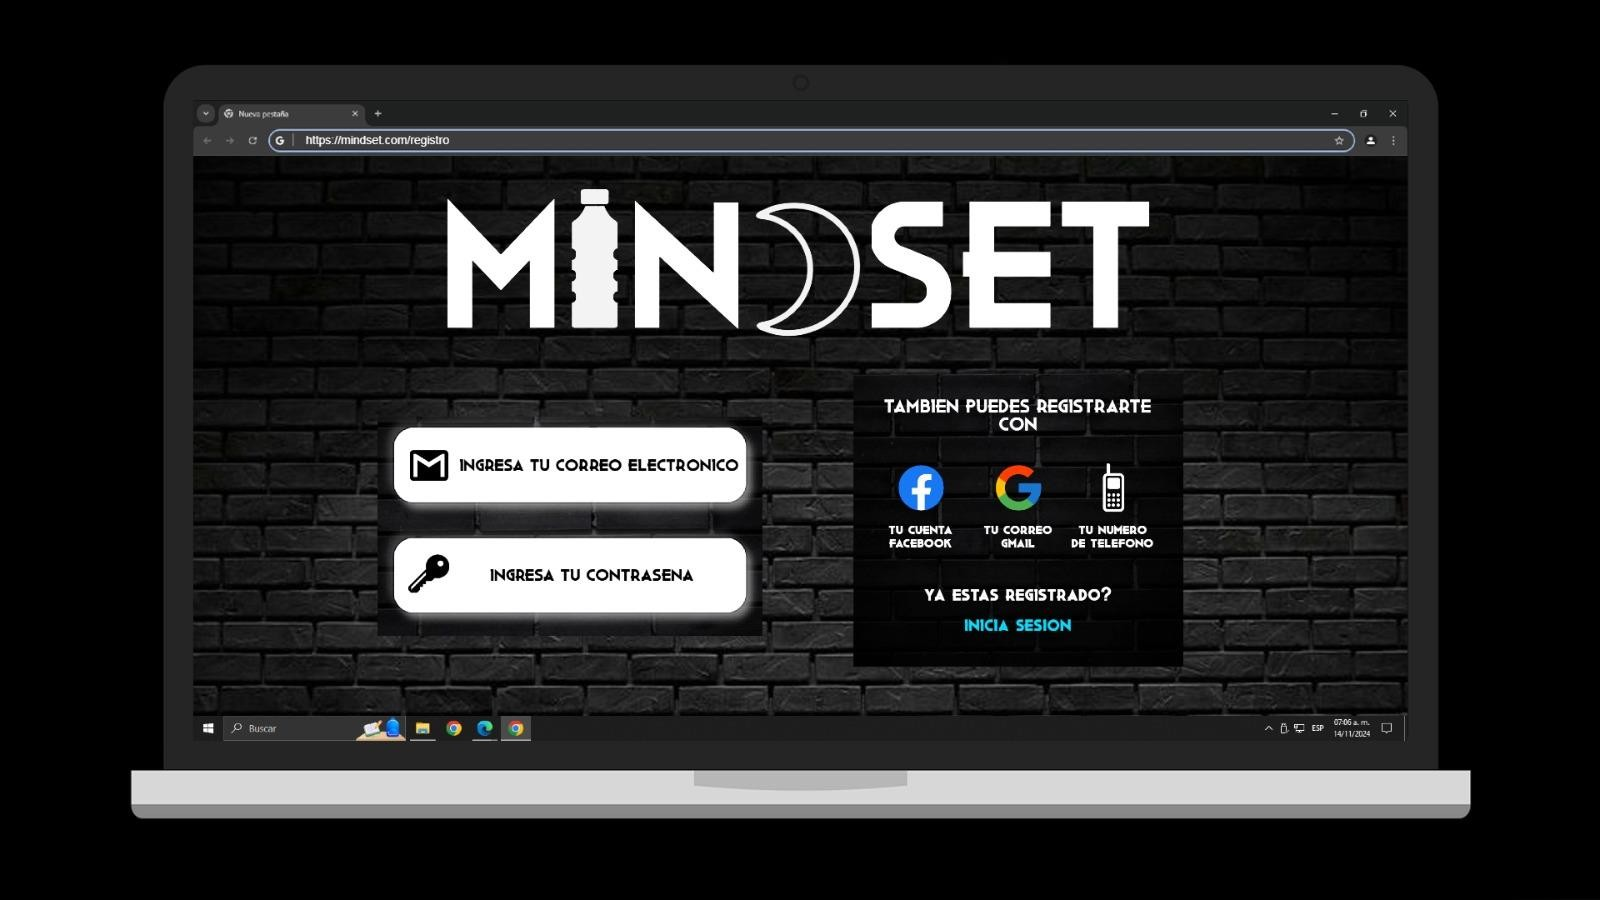 Nueva pestaña
https://mindset.com/registro
MINDSET
TAMBIEN PUEDES REGISTRARTE
CON
INGRESA TU CORREO ELECTRONICO
TU CUENTA
FACEBOOK
TU CORREO
GMAIL
TU NUMERO
DE TELEFONO
INGRESA TU CONTRASENA
YA ESTAS REGISTRADO?
INICIA SESION
Buscar
ESP
07:06 a. m.
14/11/2024